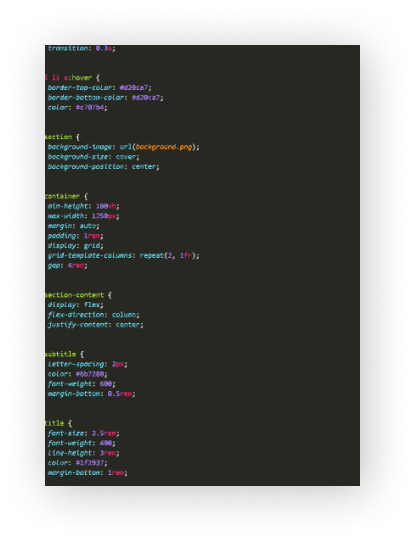 transition: 0.3s;
l li a:hover {
border-top-color: #d20ca7;
border-bottom-color: #d20ca7;
color: #c707b4;
section {
background-image: url(background.png);
background-size: cover;
background-position: center;
container {
min-height: 100vh;
max-width: 1250px;
margin: auto;
padding: 1rem;
display: grid;
grid-template-columns: repeat(2, 1fr);
gap: 4rem;
section-content {
display: flex;
flex-direction: column;
justify-content: center;
subtitle {
letter-spacing: 2px;
color: #6b7280;
font-weight: 600;
margin-bottom: 0.5rem;
title {
font-size: 2.5rem;
font-weight: 400;
line-height: 3rem;
color: #1f2937;
margin-bottom: 1rem;